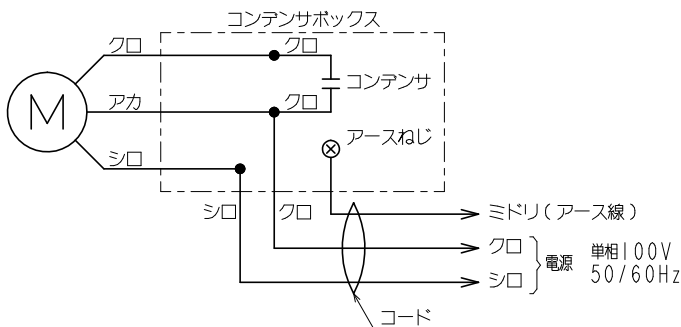 コンデンサボックス
クロ
クロ
コンデンサ
M
アカ
クロ
アースねじ
シロ
シロ
クロ
ミドリ(アース線)
クロ
シロ
電源
単相100V
50/60Hz
コード